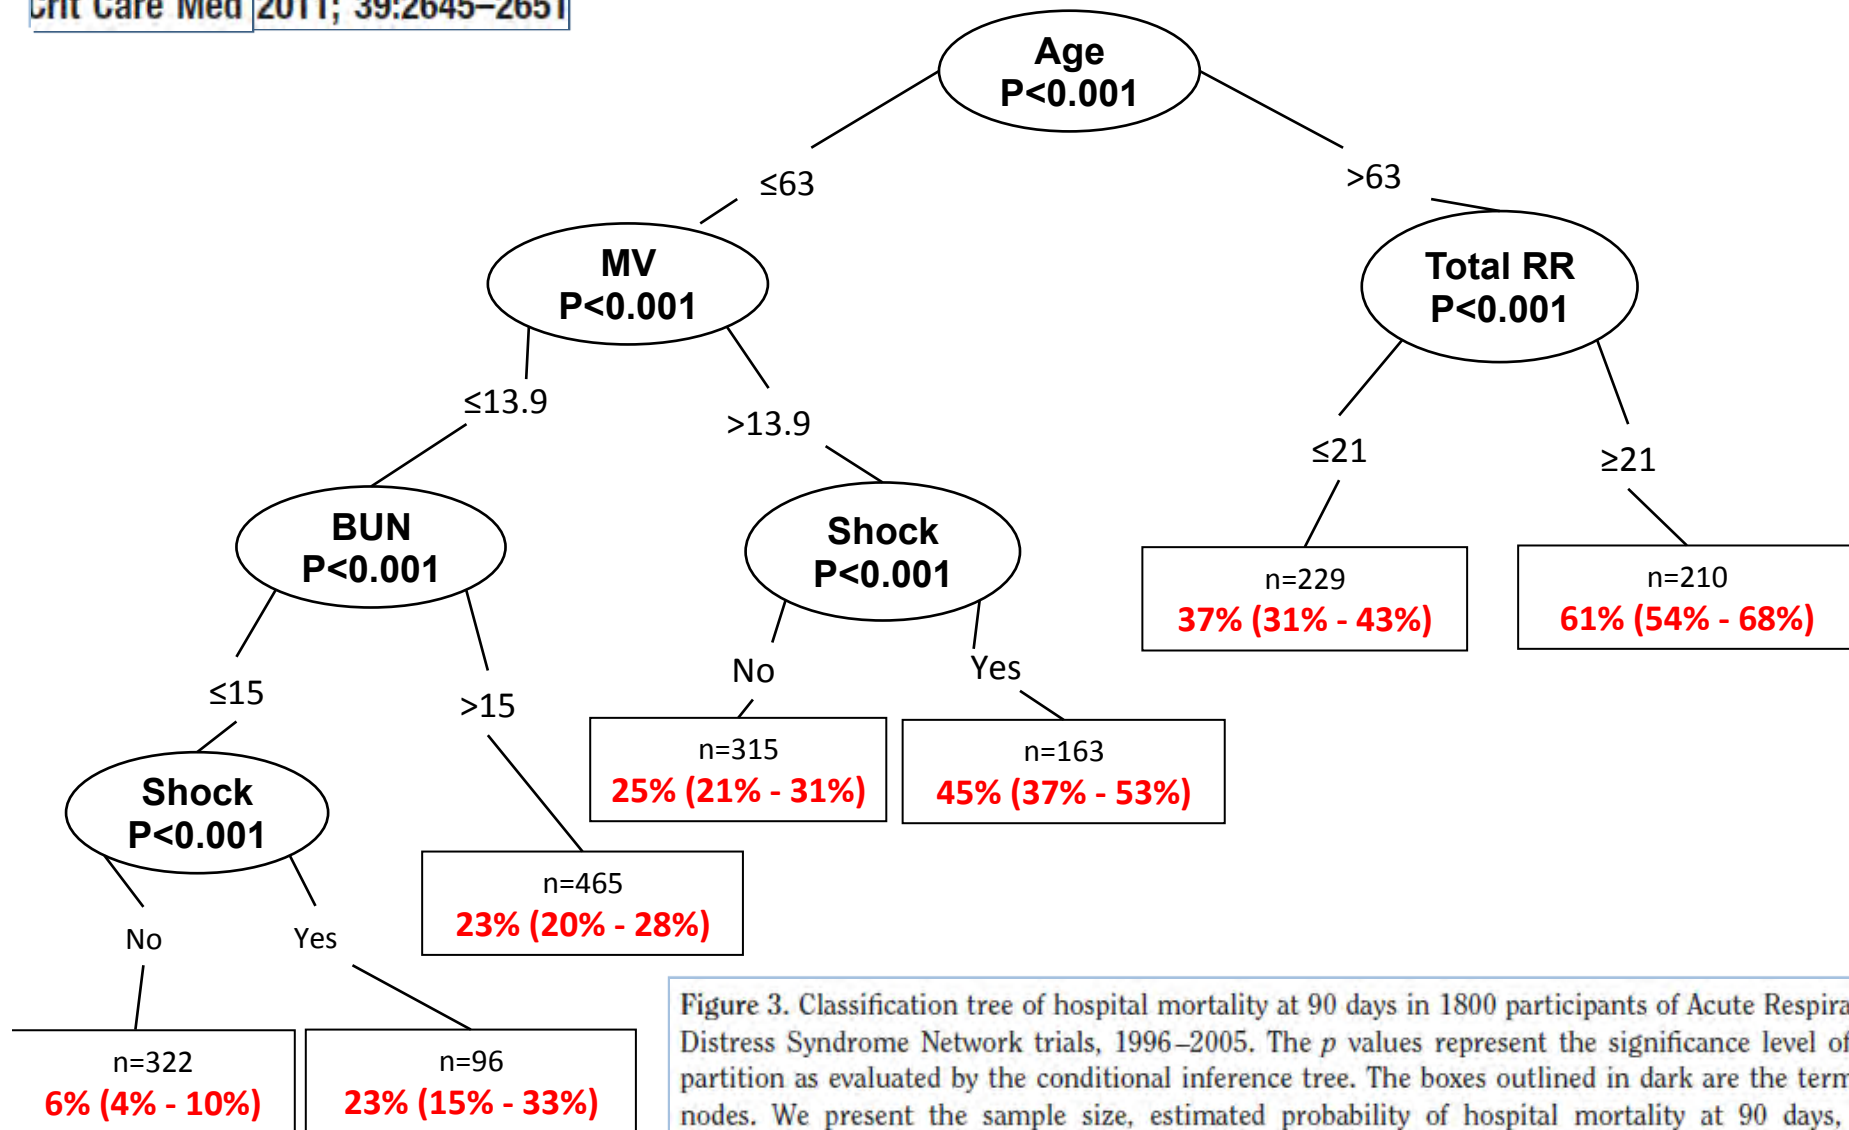 Crit Care Med 2011; 39:2645–2651
Age
P<0.001
≤63
>63
MV
P<0.001
Total RR
P<0.001
≤13.9
>13.9
≤21
≥21
BUN
P<0.001
Shock
P<0.001
n=229
37% (31% - 43%)
n=210
61% (54% - 68%)
No
Yes
≤15
>15
n=315
25% (21% - 31%)
n=163
45% (37% - 53%)
Shock
P<0.001
n=465
23% (20% - 28%)
No
Yes
n=322
6% (4% - 10%)
n=96
23% (15% - 33%)
Figure 3. Classification tree of hospital mortality at 90 days in 1800 participants of Acute Respira
Distress Syndrome Network trials, 1996–2005. The p values represent the significance level of
partition as evaluated by the conditional inference tree. The boxes outlined in dark are the term
nodes. We present the sample size, estimated probability of hospital mortality at 90 days,